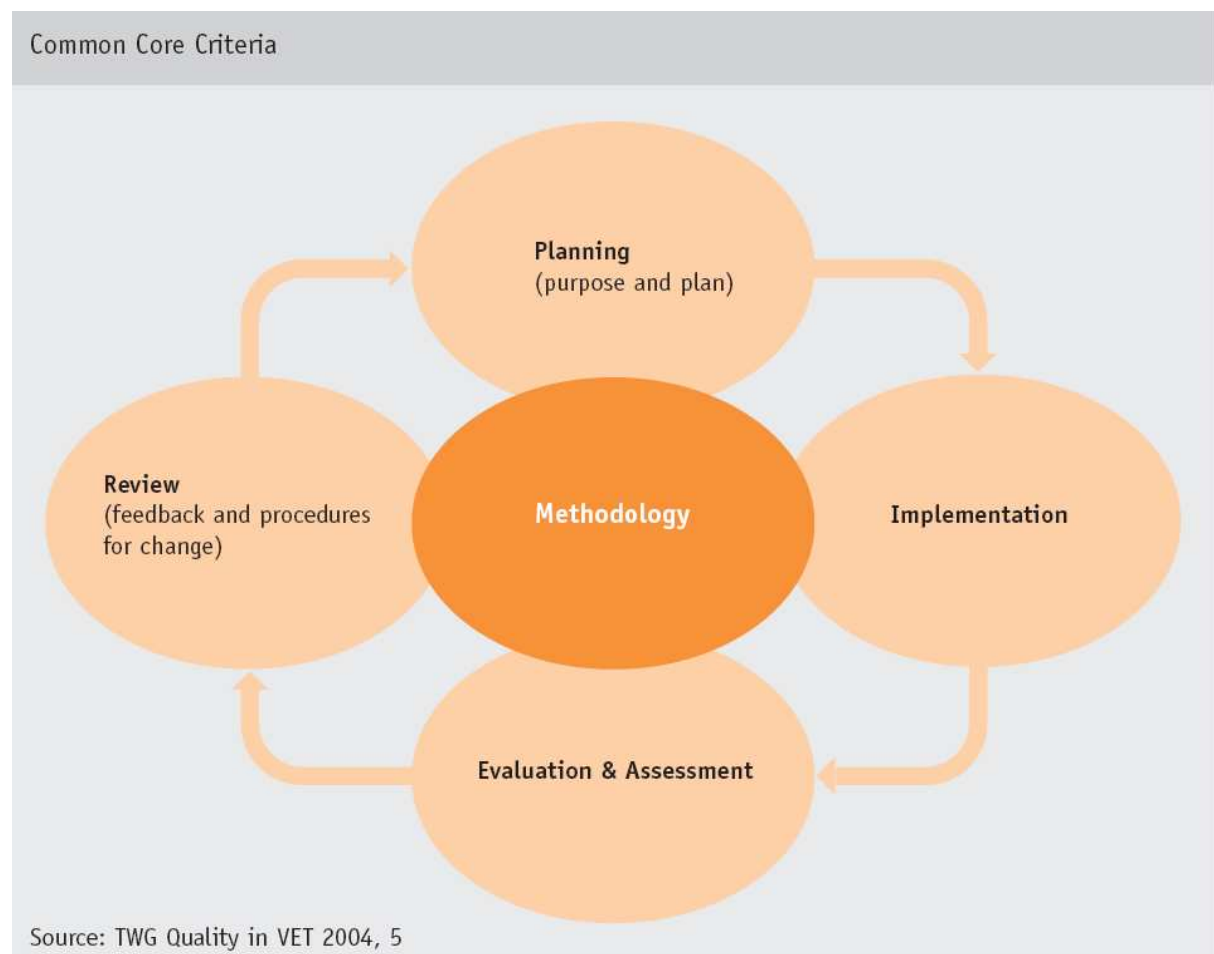 Common Core Criteria
Planning
(purpose and plan)
Review
(feedback and procedures
for change)
Methodology
Implementation
Evaluation & Assessment
Source: TWG Quality in VET 2004, 5